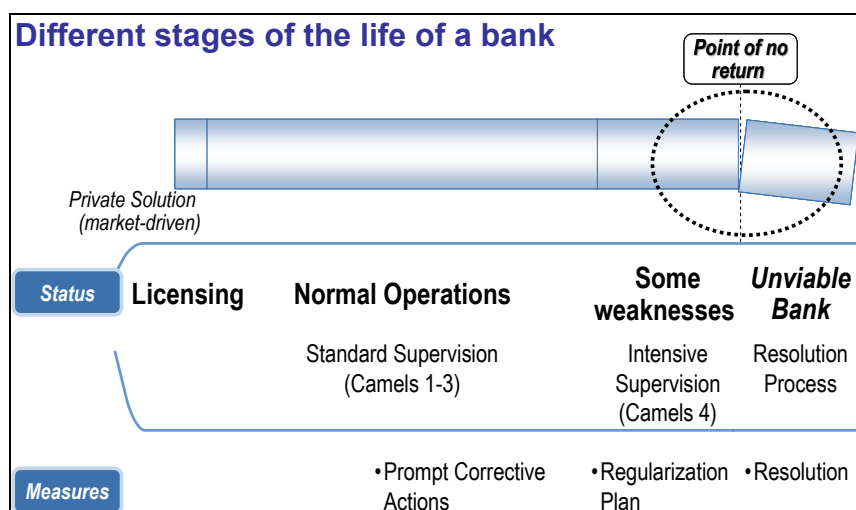 Different stages of the life of a bank
Point of no
return
Private Solution
(market-driven)
Status
Licensing
Normal Operations
Some
weaknesses
Unviable
Bank
Standard Supervision
(Camels 1-3)
Intensive
Supervision
(Camels 4)
Resolution
Process
Measures
•Prompt Corrective
Actions
•Regularization
Plan
•Resolution